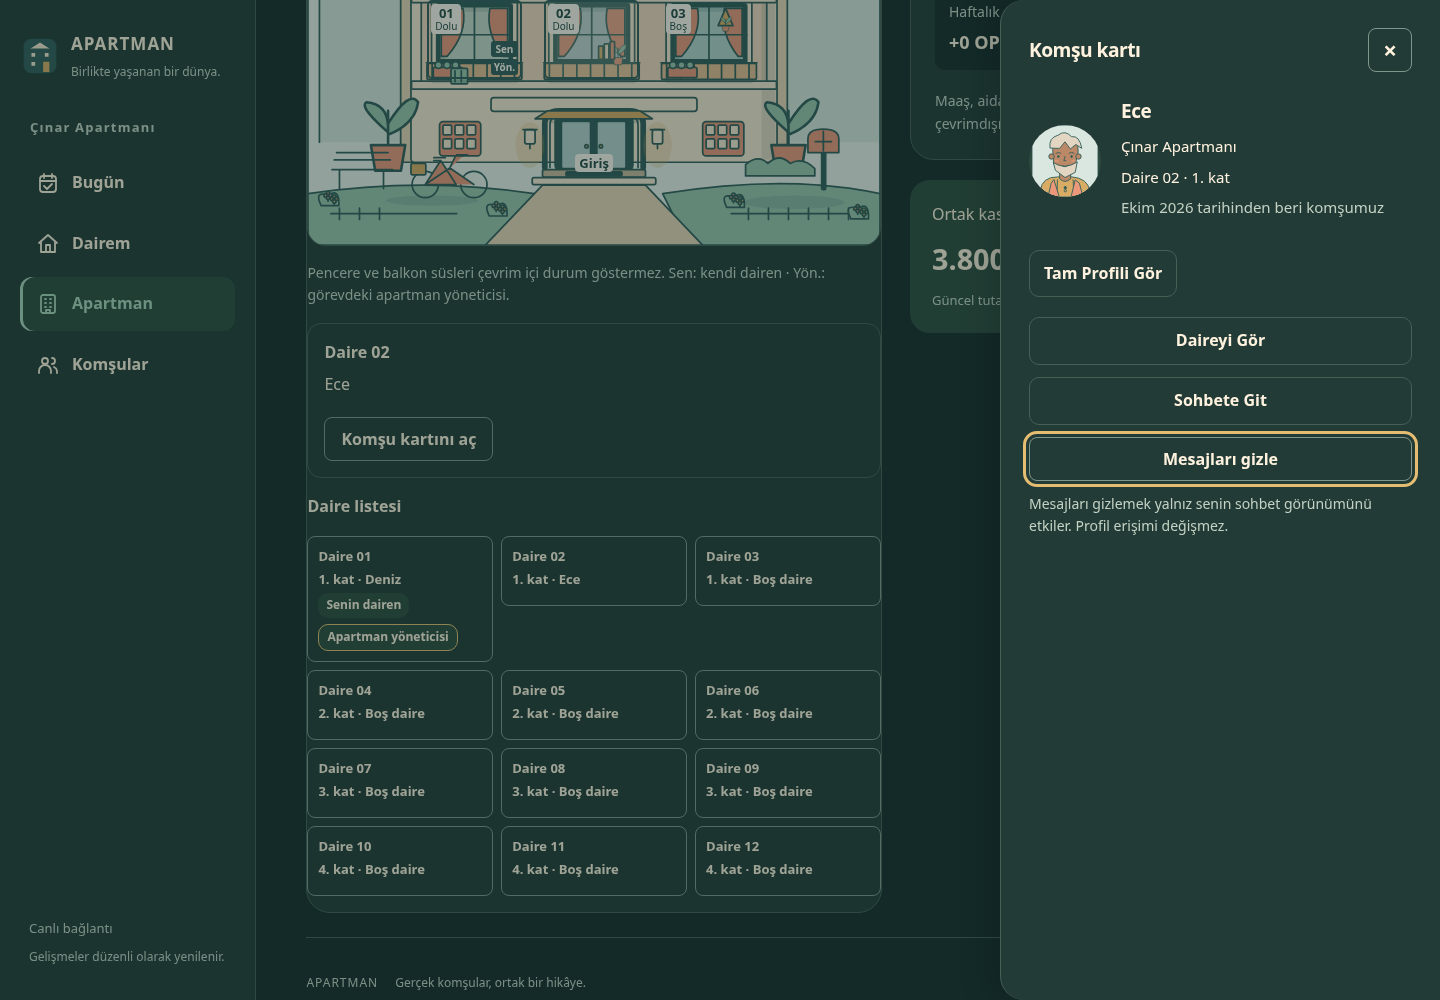 APARTMAN
Birlikte yaşanan bir dünya.
Çınar Apartmanı
Bugün
Dairem
Apartman
Komşular
Canlı bağlantı
Gelişmeler düzenli olarak yenilenir.
01
Dolu
02
Dolu
03
Boş
Sen
Yön.
Giriş
Pencere ve balkon süsleri çevrim içi durum göstermez. Sen: kendi dairen · Yön.:
görevdeki apartman yöneticisi.
Daire 02
Ece
Komşu kartını aç
Daire listesi
Daire 01
1. kat · Deniz
Senin dairen
Apartman yöneticisi
Daire 02
1. kat · Ece
Daire 03
1. kat · Boş daire
Daire 04
2. kat · Boş daire
Daire 05
2. kat · Boş daire
Daire 06
2. kat · Boş daire
Daire 07
3. kat · Boş daire
Daire 08
3. kat · Boş daire
Daire 09
3. kat · Boş daire
Daire 10
4. kat · Boş daire
Daire 11
4. kat · Boş daire
Daire 12
4. kat · Boş daire
APARTMAN Gerçek komşular, ortak bir hikâye.
Haftalık
+0 OP
Maaş,
Ortak
3.800
Güncel
Komşu kartı
×
Ece
Çınar Apartmanı
Daire 02 · 1. kat
Ekim 2026 tarihinden beri komşumuz
Tam Profili Gör
Daireyi Gör
Sohbete Git
Mesajları gizle
Mesajları gizlemek yalnız senin sohbet görünümünü
etkiler. Profil erişimi değişmez.